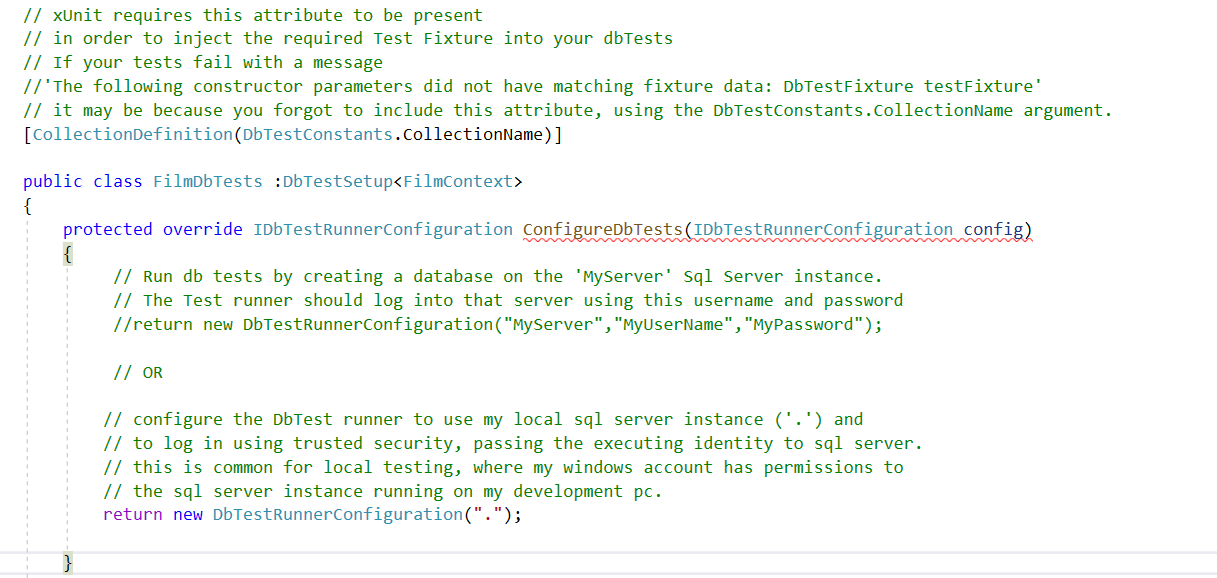 // xUnit requires this attribute to be present
// in order to inject the required Test Fixture into your dbTests
// If your tests fail with a message
//'The following constructor parameters did not have matching fixture data: DbTestFixture testFixture'
// it may be because you forgot to include this attribute, using the DbTestConstants.CollectionName argument.
[CollectionDefinition(DbTestConstants.CollectionName)]
public class FilmDbTests :DbTestSetup<FilmContext>
{
protected override IDbTestRunnerConfiguration ConfigureDbTests(IDbTestRunnerConfiguration config)
{
// Run db tests by creating a database on the 'MyServer' Sql Server instance.
// The Test runner should log into that server using this username and password
//return new DbTestRunnerConfiguration("MyServer","MyUserName","MyPassword");
// OR
// configure the DbTest runner to use my local sql server instance ('.') and
// to log in using trusted security, passing the executing identity to sql server.
// this is common for local testing, where my windows account has permissions to
// the sql server instance running on my development pc.
return new DbTestRunnerConfiguration(".");
}